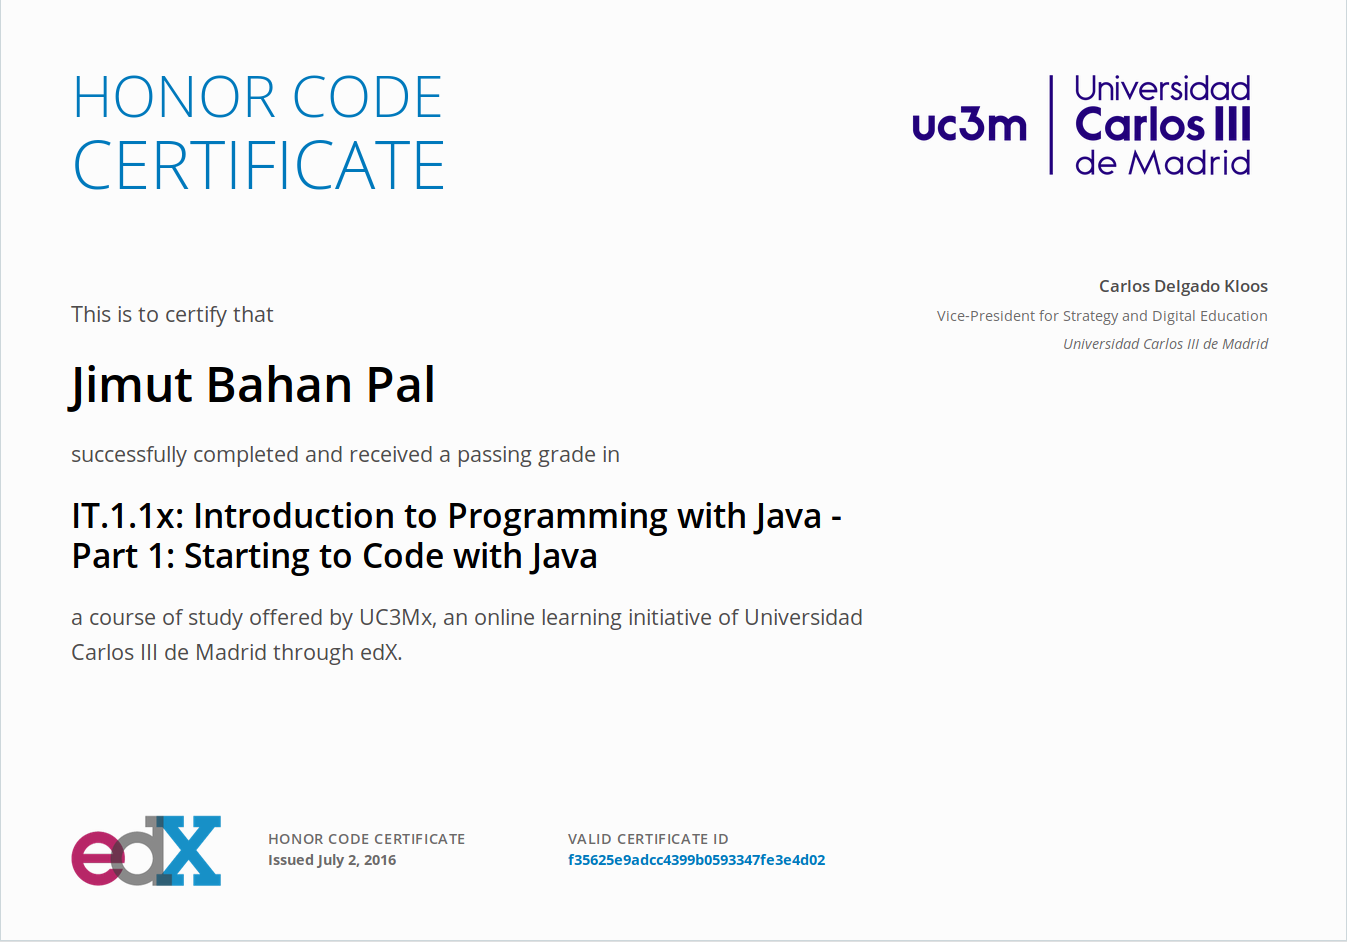 HONOR CODE
CERTIFICATE
uc3m
Universidad
Carlos III
de Madrid
Carlos Delgado Kloos
Vice-President for Strategy and Digital Education
Universidad Carlos III de Madrid
This is to certify that
Jimut Bahan Pal
successfully completed and received a passing grade in
IT.1.1x: Introduction to Programming with Java -
Part 1: Starting to Code with Java
a course of study offered by UC3Mx, an online learning initiative of Universidad
Carlos III de Madrid through edX.
edX
HONOR CODE CERTIFICATE
Issued July 2, 2016
VALID CERTIFICATE ID
f35625e9adcc4399b0593347fe3e4d02